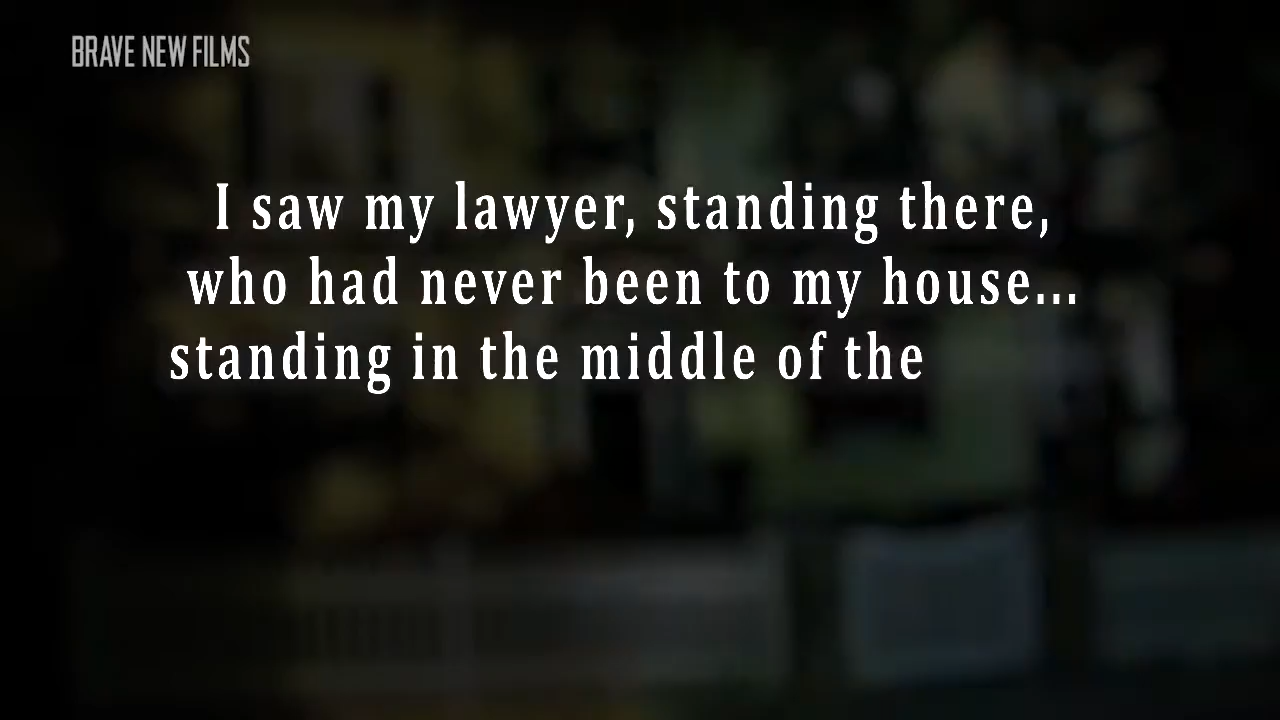 BRAVE NEW FILMS
I saw my lawyer, standing there,
who had never been to my house...
standing in the middle of the